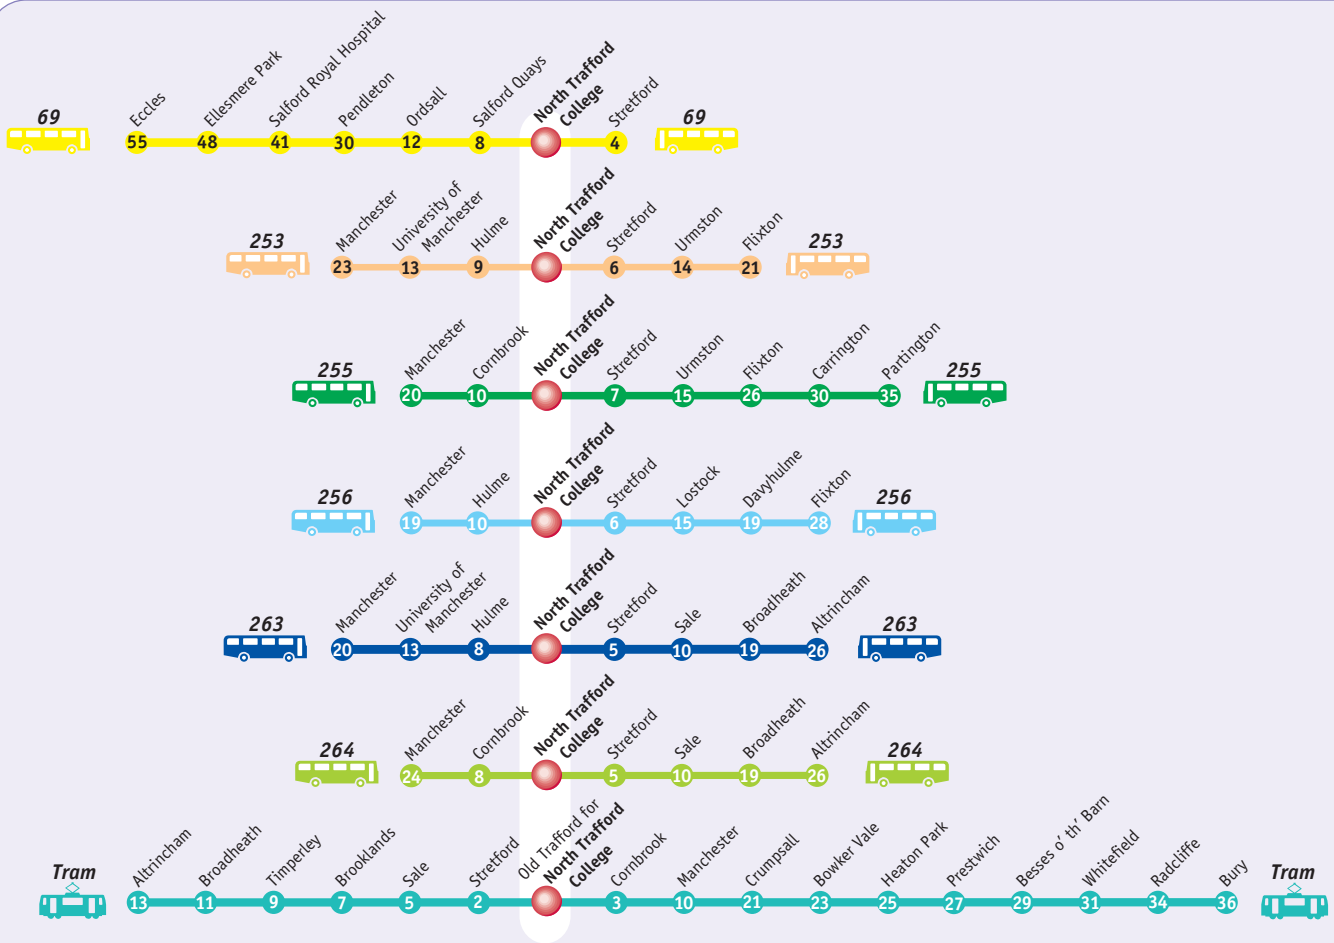 69
Eccles
Ellesmere Park
Salford Royal Hospital
Pendleton
Ordsall
Salford Quays
North Trafford
College
Stretford
69
55
48
41
30
12
8
4
253
Manchester
University of
Manchester
Hulme
North Trafford
College
Stretford
Urmston
Flixton
253
23
13
9
6
14
21
255
Manchester
Cornbrook
North Trafford
College
Stretford
Urmston
Flixton
Carrington
Partington
255
20
10
7
15
26
30
35
256
Manchester
Hulme
North Trafford
College
Stretford
Lostock
Davyhulme
Flixton
256
19
10
6
15
19
28
263
Manchester
University of
Manchester
Hulme
North Trafford
College
Stretford
Sale
Broadheath
Altrincham
263
20
13
8
5
10
19
26
264
Manchester
Cornbrook
North Trafford
College
Stretford
Sale
Broadheath
Altrincham
264
24
8
5
10
19
26
Tram
Altrincham
Broadheath
Timperley
Brooklands
Sale
Stretford
Old Trafford for
North Trafford
College
Cornbrook
Manchester
Crumpsall
Bowker Vale
Heaton Park
Prestwich
Besses o' th' Barn
Whitefield
Radcliffe
Bury
Tram
13
11
9
7
5
2
3
10
21
23
25
27
29
31
34
36